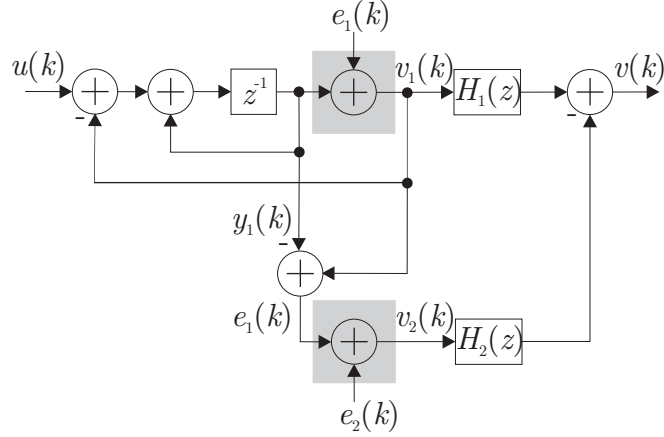 e₁(k)
u(k)
+
-
+
z⁻¹
+
v₁(k)
H₁(z)
+
-
v(k)
y₁(k)
-
+
e₁(k)
+
v₂(k)
H₂(z)
e₂(k)